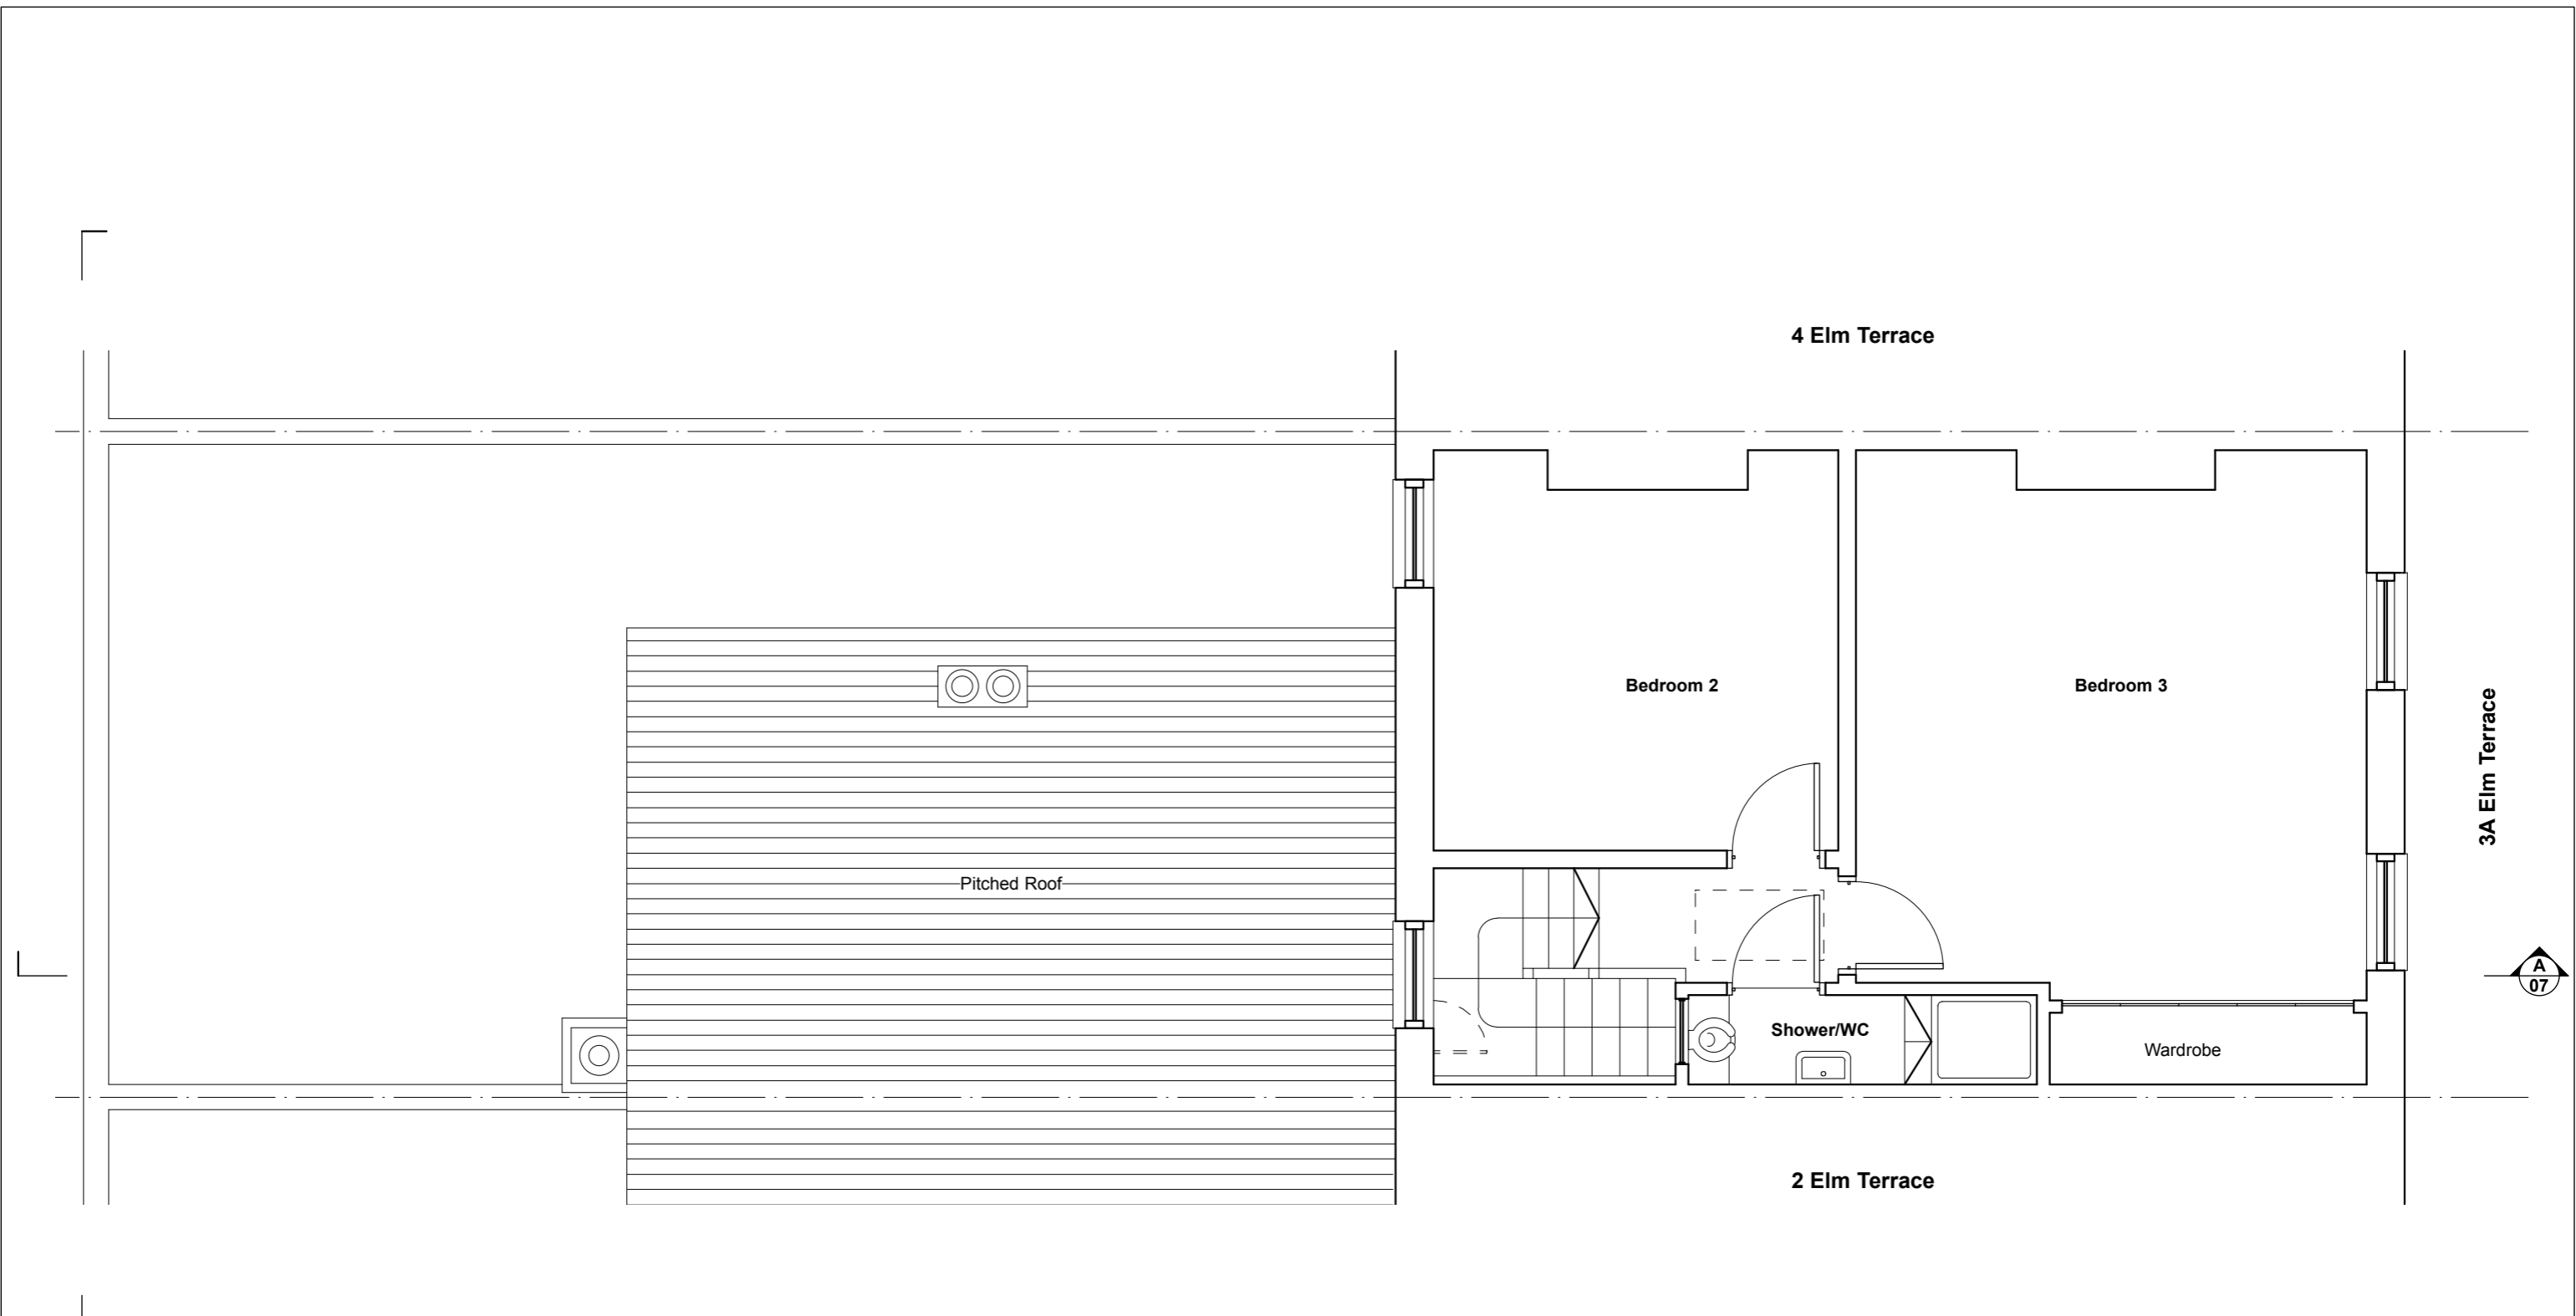 4 Elm Terrace
Bedroom 2
Bedroom 3
3A Elm Terrace
Pitched Roof
A
07
Shower/WC
Wardrobe
2 Elm Terrace